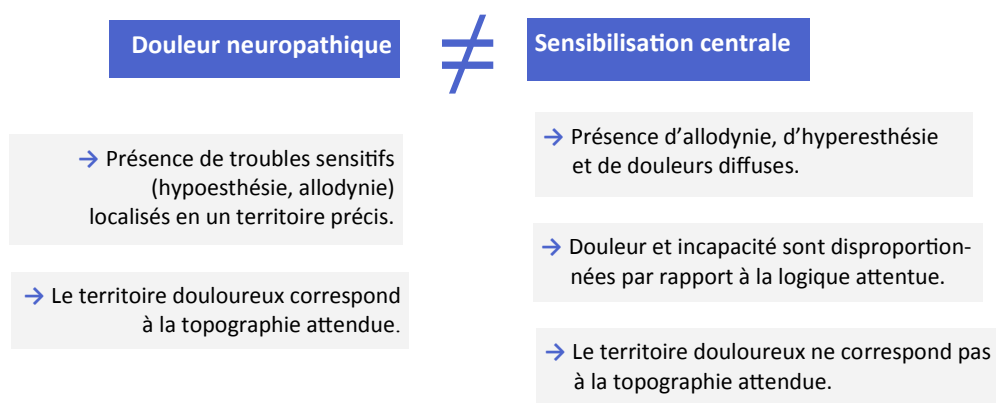 Douleur neuropathique
≠
Sensibilisation centrale
→ Présence de troubles sensitifs
(hypoesthésie, allodynie)
localisés en un territoire précis.
→ Le territoire douloureux correspond
à la topographie attendue.
→ Présence d’allodynie, d’hyperesthésie
et de douleurs diffuses.
→ Douleur et incapacité sont disproportion-
nées par rapport à la logique attentue.
→ Le territoire douloureux ne correspond pas
à la topographie attendue.